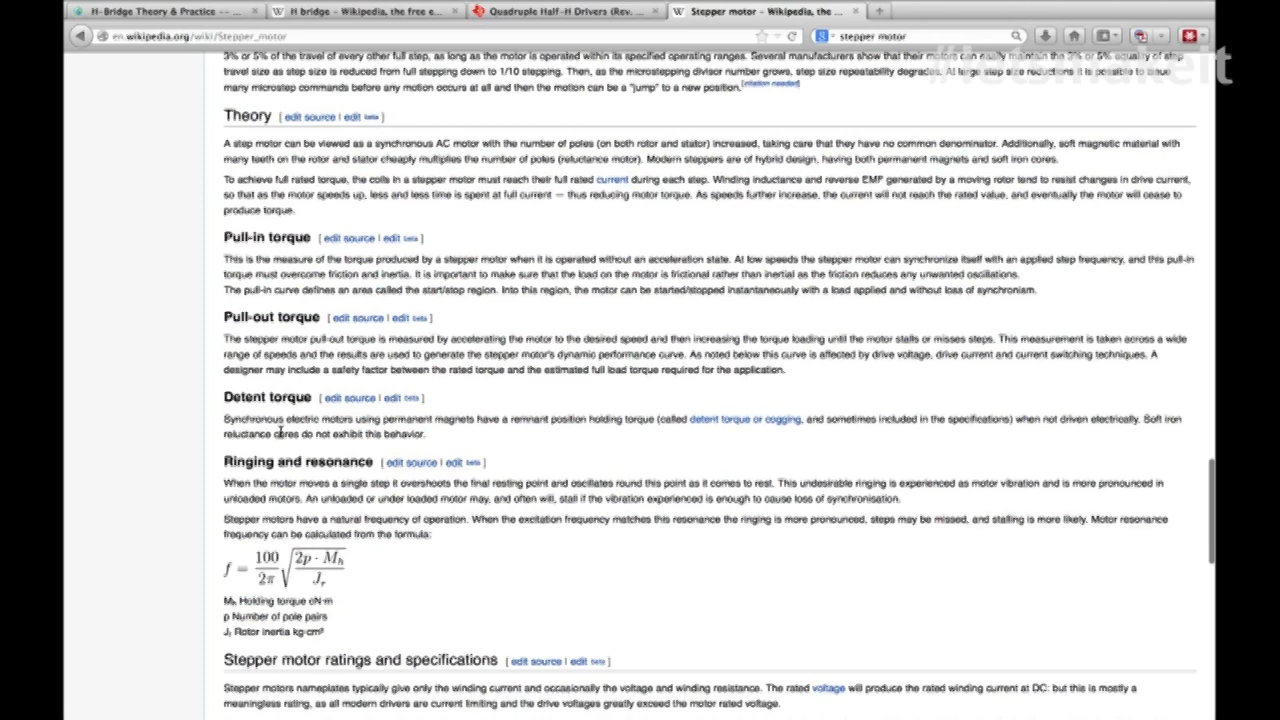 H-Bridge Theory & Practice -- ...
H bridge - Wikipedia, the free e...
Quadruple Half-H Drivers (Rev. ...
Stepper motor - Wikipedia, the ...
en.wikipedia.org/wiki/Stepper_motor
stepper motor
#letsmakeit
3% or 5% of the travel of every other full step, as long as the motor is operated within its specified operating ranges. Several manufacturers show that their motors can easily maintain the 3% or 5% equality of step
travel size as step size is reduced from full stepping down to 1/10 stepping. Then, as the microstepping divisor number grows, step size repeatability degrades. At large step size reductions it is possible to issue
many microstep commands before any motion occurs at all and then the motion can be a "jump" to a new position.[citation needed]
Theory [ edit source | edit beta ]
A step motor can be viewed as a synchronous AC motor with the number of poles (on both rotor and stator) increased, taking care that they have no common denominator. Additionally, soft magnetic material with
many teeth on the rotor and stator cheaply multiplies the number of poles (reluctance motor). Modern steppers are of hybrid design, having both permanent magnets and soft iron cores.
To achieve full rated torque, the coils in a stepper motor must reach their full rated current during each step. Winding inductance and reverse EMF generated by a moving rotor tend to resist changes in drive current,
so that as the motor speeds up, less and less time is spent at full current — thus reducing motor torque. As speeds further increase, the current will not reach the rated value, and eventually the motor will cease to
produce torque.
Pull-in torque [ edit source | edit beta ]
This is the measure of the torque produced by a stepper motor when it is operated without an acceleration state. At low speeds the stepper motor can synchronize itself with an applied step frequency, and this pull-in
torque must overcome friction and inertia. It is important to make sure that the load on the motor is frictional rather than inertial as the friction reduces any unwanted oscillations.
The pull-in curve defines an area called the start/stop region. Into this region, the motor can be started/stopped instantaneously with a load applied and without loss of synchronism.
Pull-out torque [ edit source | edit beta ]
The stepper motor pull-out torque is measured by accelerating the motor to the desired speed and then increasing the torque loading until the motor stalls or misses steps. This measurement is taken across a wide
range of speeds and the results are used to generate the stepper motor's dynamic performance curve. As noted below this curve is affected by drive voltage, drive current and current switching techniques. A
designer may include a safety factor between the rated torque and the estimated full load torque required for the application.
Detent torque [ edit source | edit beta ]
Synchronous electric motors using permanent magnets have a remnant position holding torque (called detent torque or cogging, and sometimes included in the specifications) when not driven electrically. Soft iron
reluctance cores do not exhibit this behavior.
Ringing and resonance [ edit source | edit beta ]
When the motor moves a single step it overshoots the final resting point and oscillates round this point as it comes to rest. This undesirable ringing is experienced as motor vibration and is more pronounced in
unloaded motors. An unloaded or under loaded motor may, and often will, stall if the vibration experienced is enough to cause loss of synchronisation.
Stepper motors have a natural frequency of operation. When the excitation frequency matches this resonance the ringing is more pronounced, steps may be missed, and stalling is more likely. Motor resonance
frequency can be calculated from the formula:
f = 100/2π √(2p · Mh / Jr)
Mh Holding torque cN·m
p Number of pole pairs
Jr Rotor inertia kg·cm²
Stepper motor ratings and specifications [ edit source | edit beta ]
Stepper motors nameplates typically give only the winding current and occasionally the voltage and winding resistance. The rated voltage will produce the rated winding current at DC: but this is mostly a
meaningless rating, as all modern drivers are current limiting and the drive voltages greatly exceed the motor rated voltage.